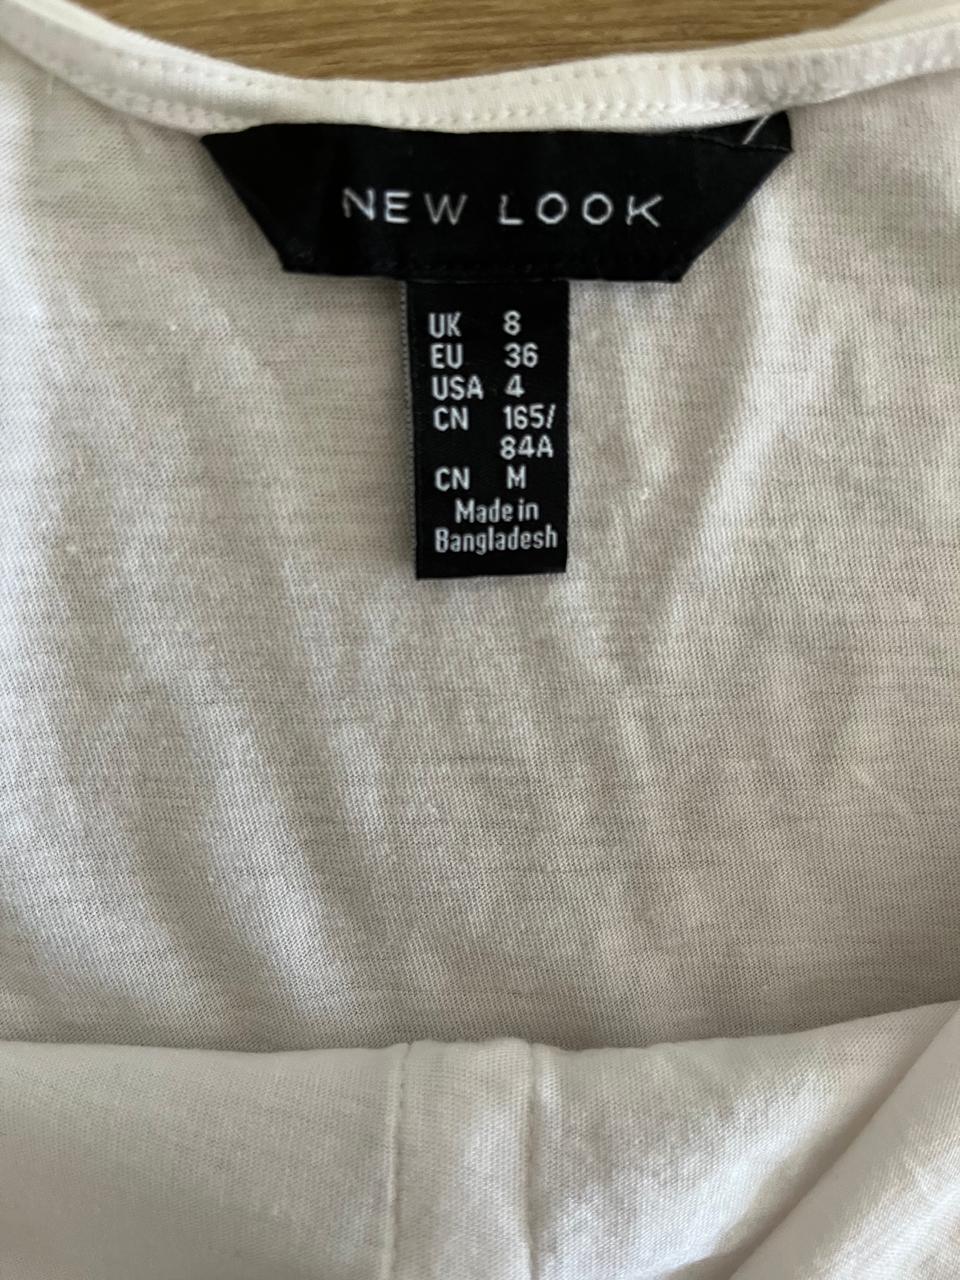 NEW LOOK
UK 8
EU 36
USA 4
CN 165/
84A
CN M
Made in
Bangladesh